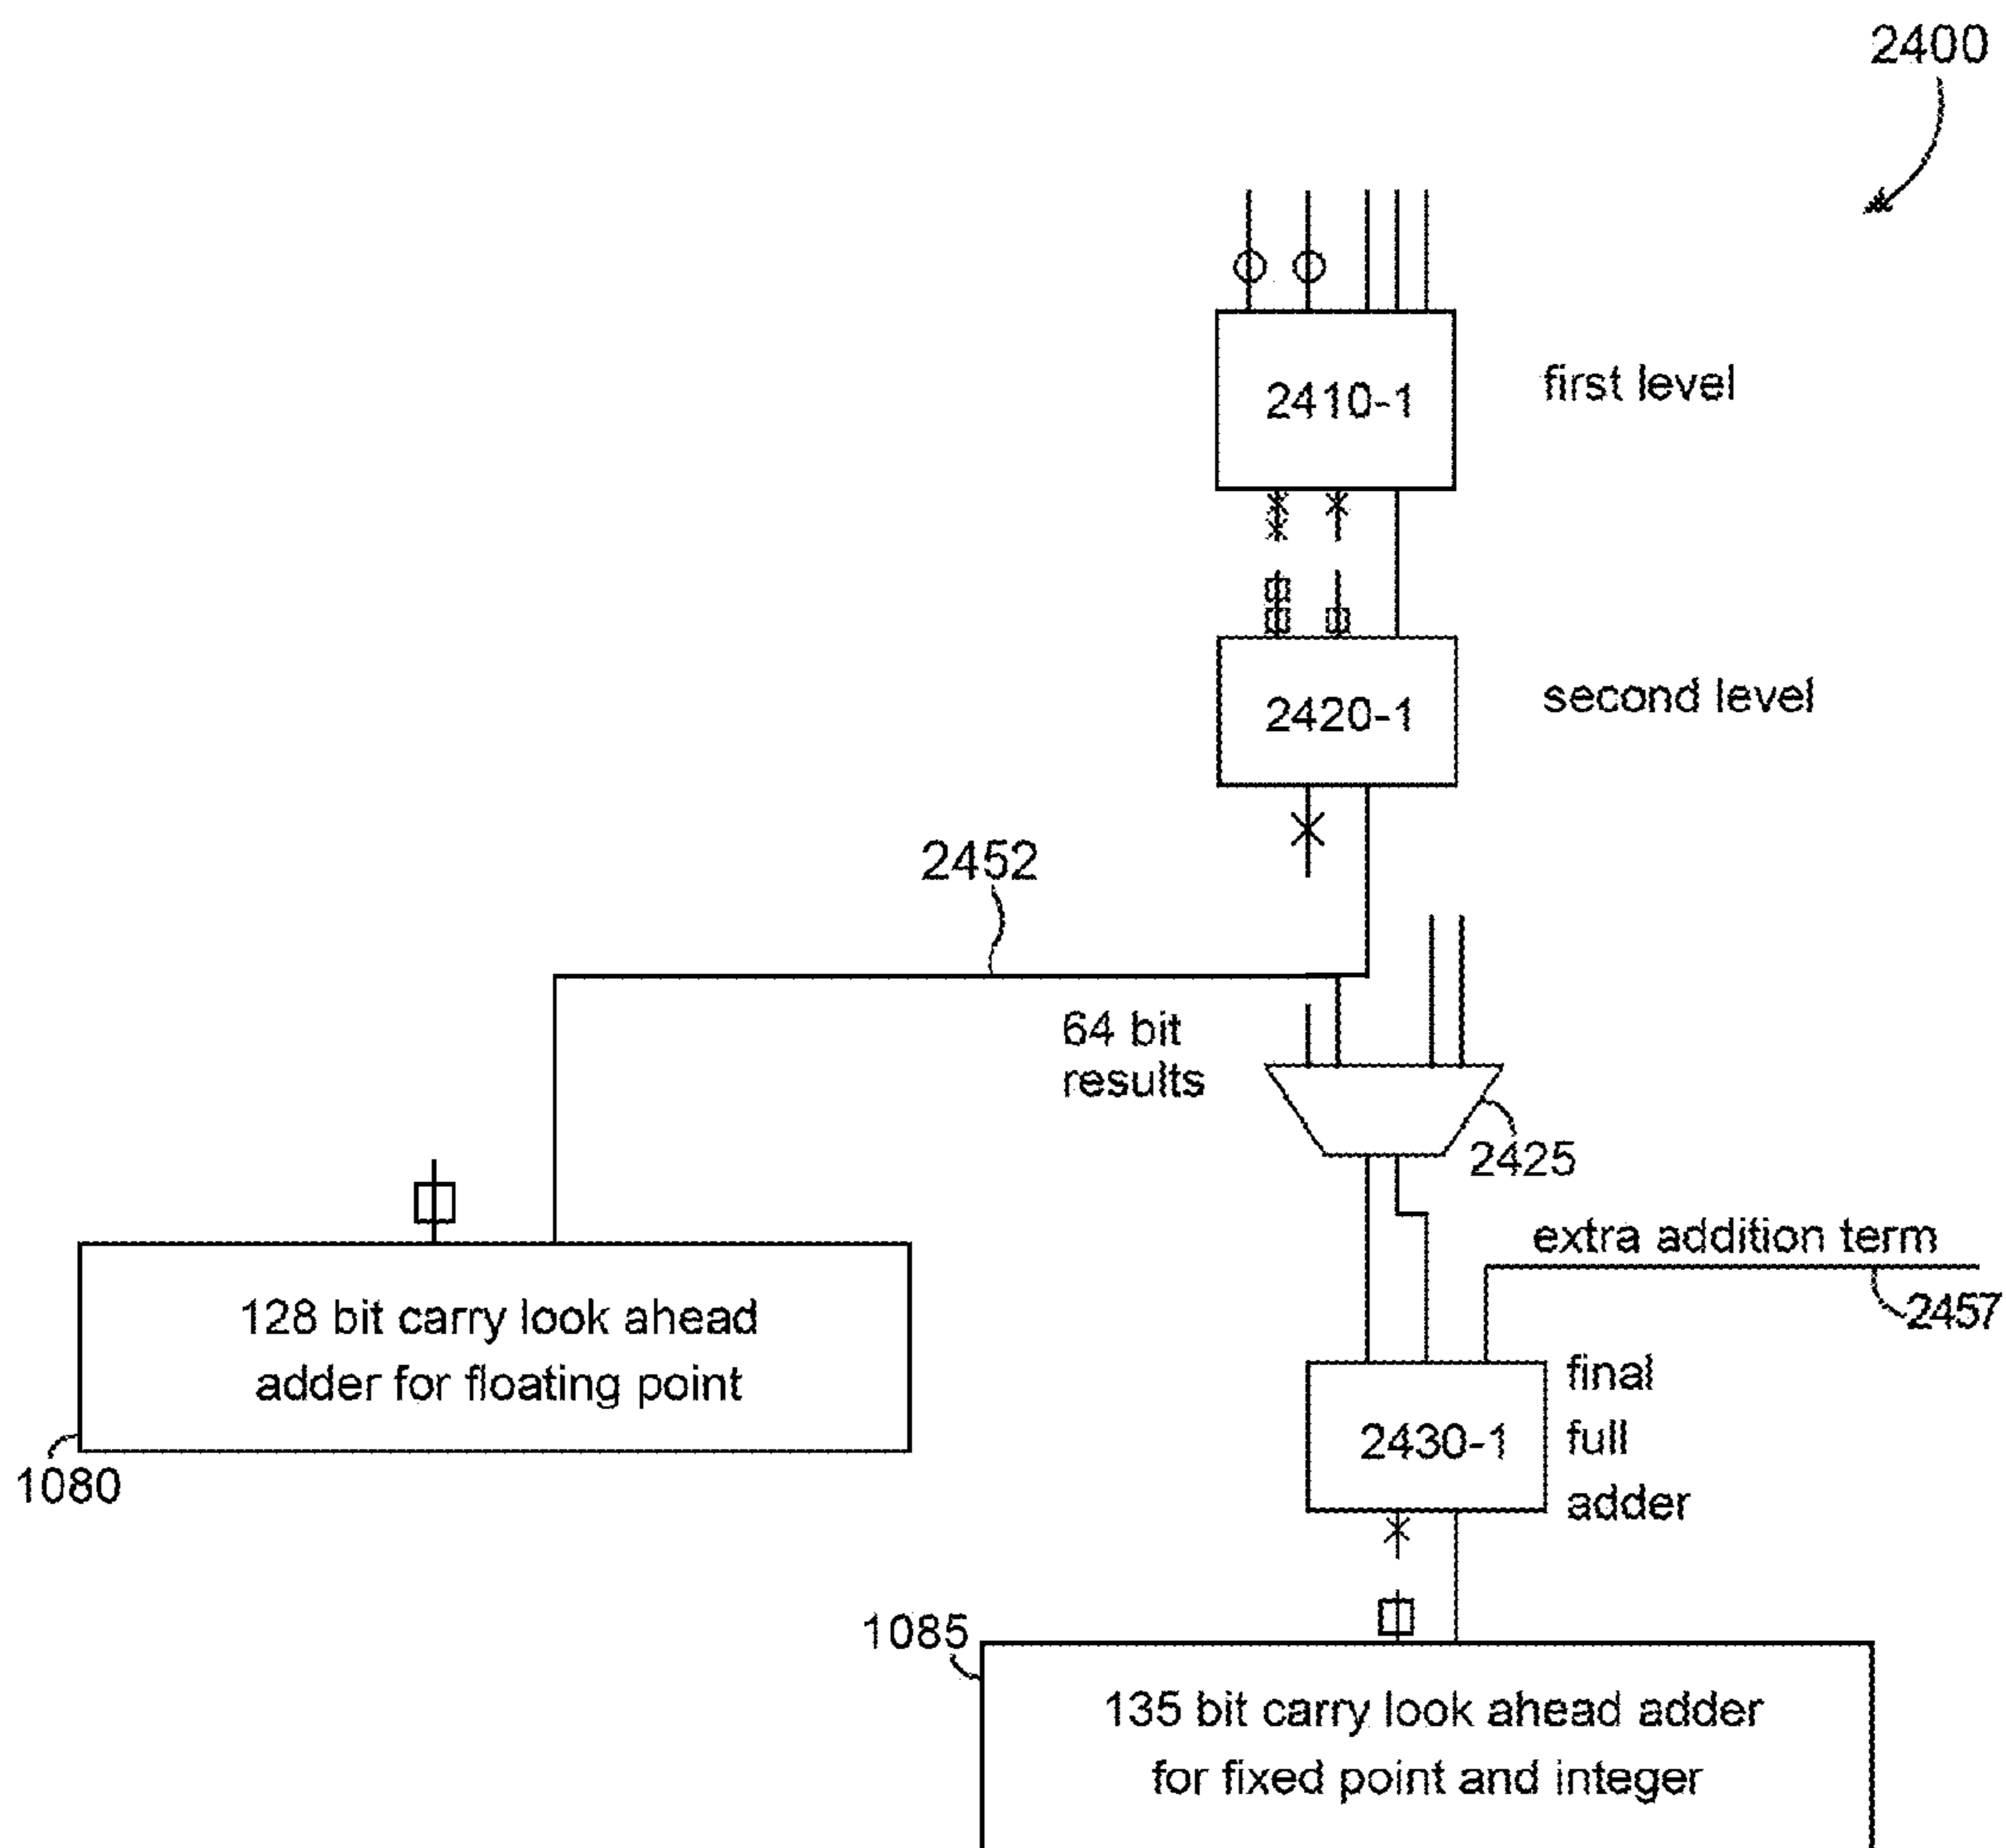 2400
2410-1
first level
2420-1
second level
2452
64 bit
results
2425
extra addition term
2457
128 bit carry look ahead
adder for floating point
1080
2430-1
final
full
adder
1085
135 bit carry look ahead adder
for fixed point and integer